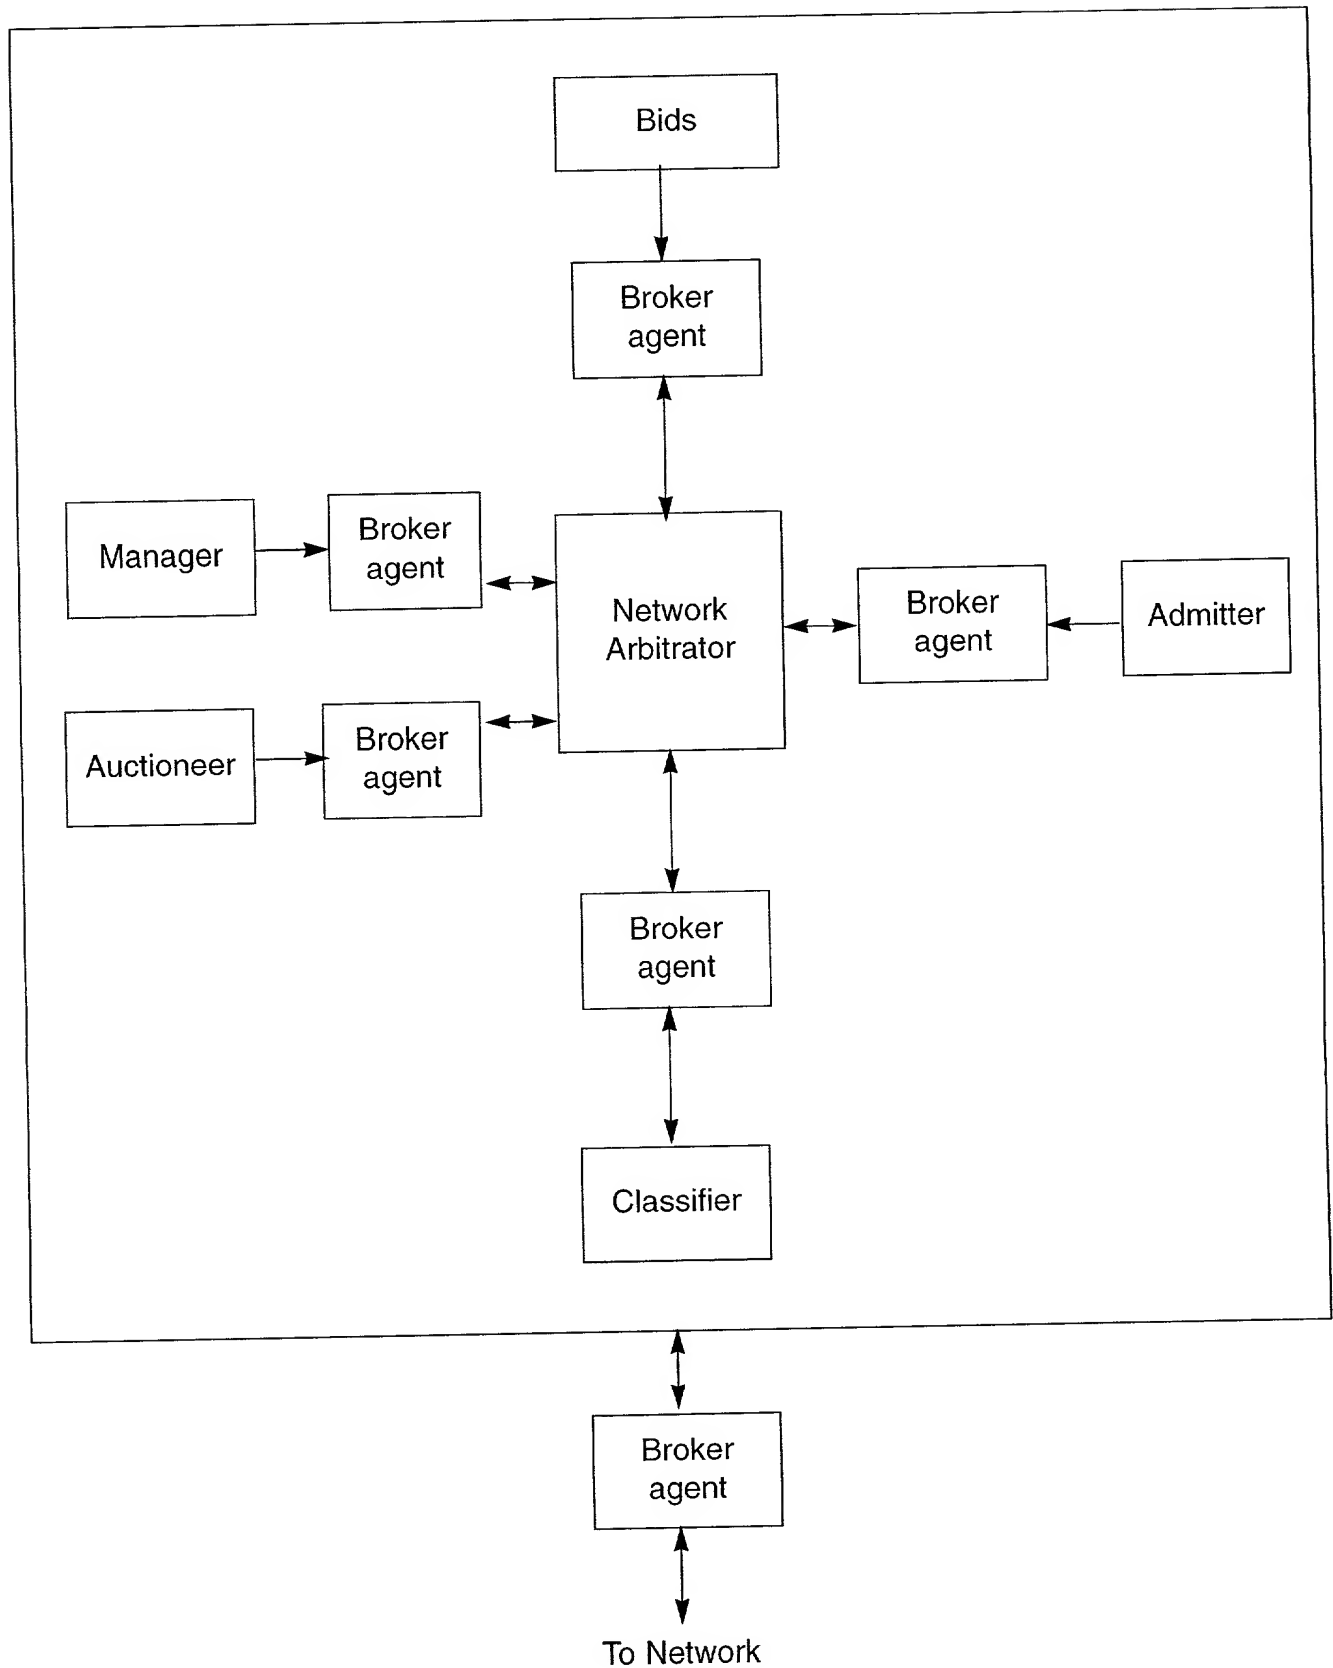 Bids
Broker
agent
Manager
Broker
agent
Network
Arbitrator
Broker
agent
Admitter
Auctioneer
Broker
agent
Broker
agent
Classifier
Broker
agent
To Network